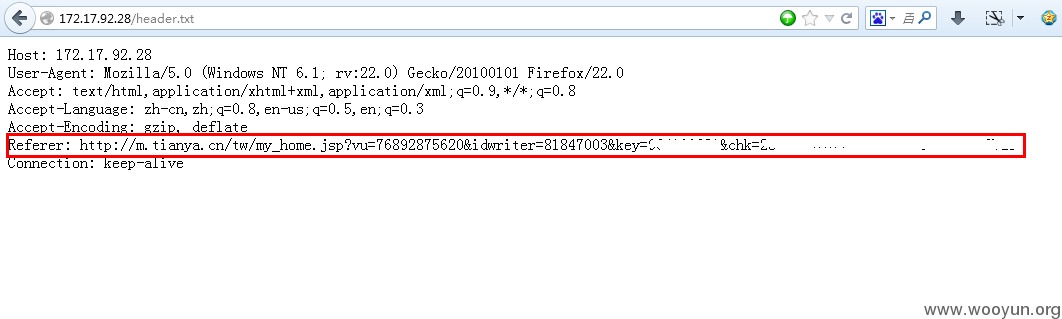 172.17.92.28/header.txt
Host: 172.17.92.28
User-Agent: Mozilla/5.0 (Windows NT 6.1; rv:22.0) Gecko/20100101 Firefox/22.0
Accept: text/html,application/xhtml+xml,application/xml;q=0.9,*/*;q=0.8
Accept-Language: zh-cn,zh;q=0.8,en-us;q=0.5,en;q=0.3
Accept-Encoding: gzip, deflate
Referer: http://m.tianya.cn/tw/my_home.jsp?vu=76892875620&idwriter=81847003&key= &chk=
Connection: keep-alive
www.wooyun.org